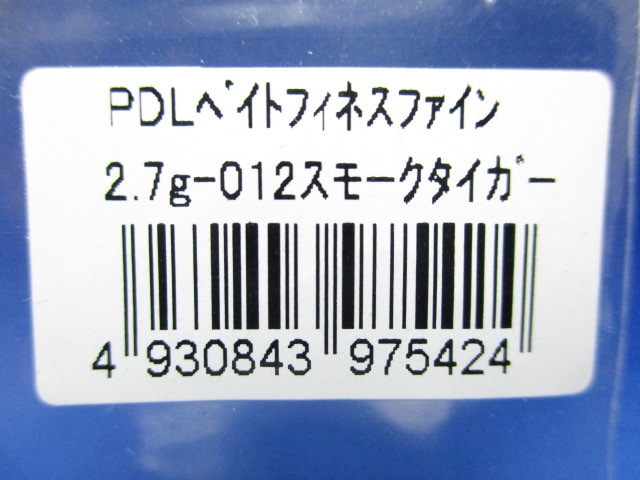 PDLﾍﾞｲﾄﾌｨﾈｽﾌｧｲﾝ
2.7g-012ｽﾓｰｸﾀｲｶﾞｰ
4 930843 975424